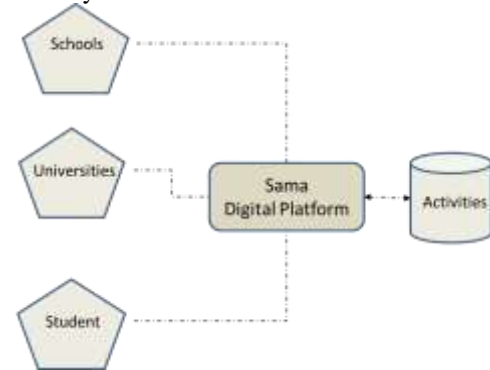 Schools
Universities
Sama
Digital Platform
Activities
Student